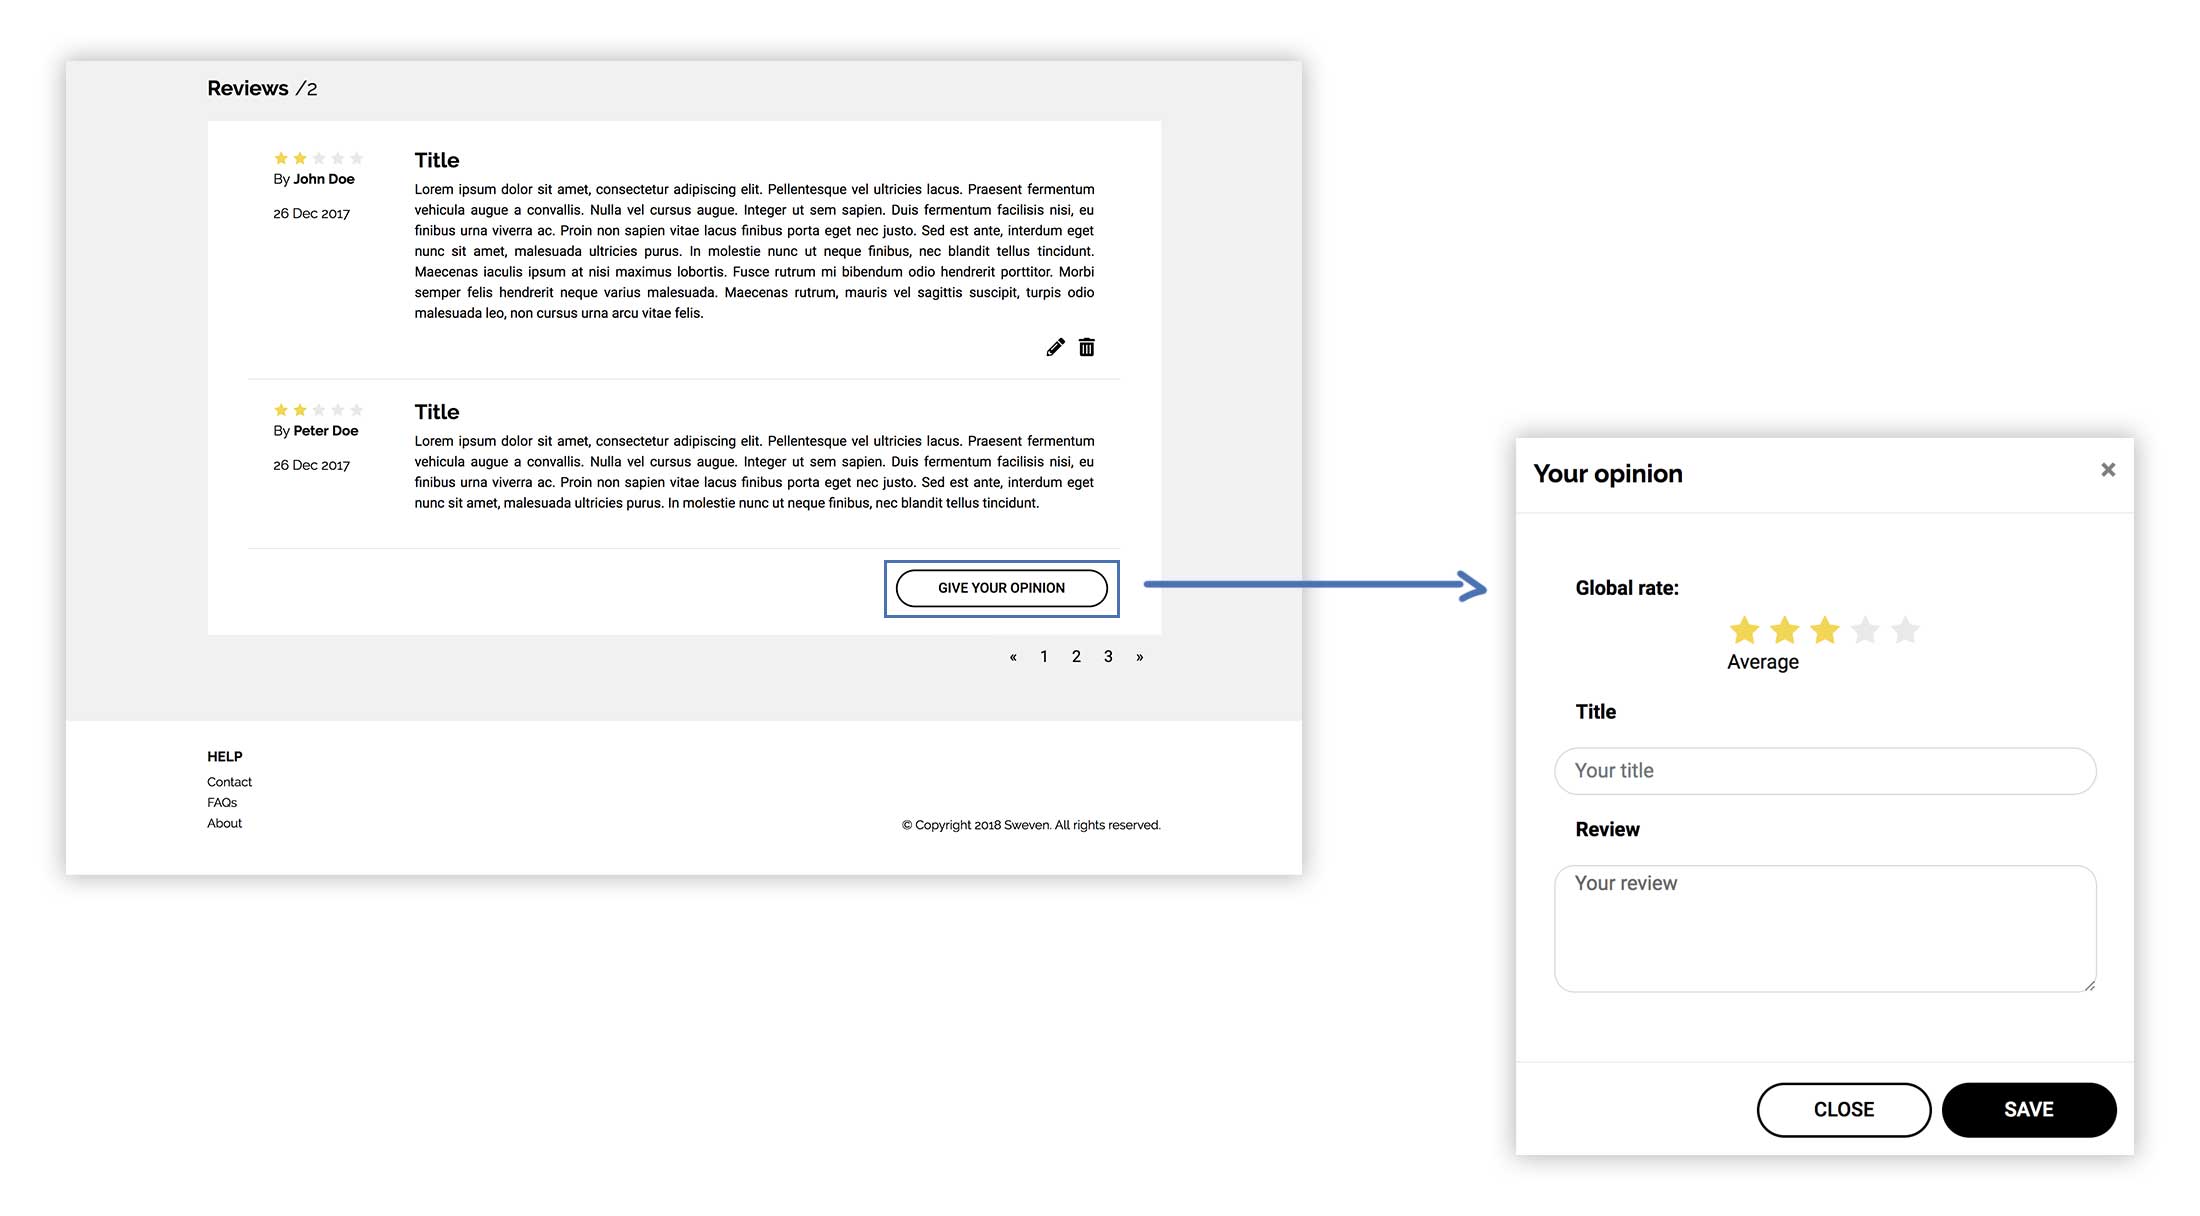 Reviews /2
Title
By John Doe
26 Dec 2017
Lorem ipsum dolor sit amet, consectetur adipiscing elit. Pellentesque vel ultricies lacus. Praesent fermentum
vehicula augue a convallis. Nulla vel cursus augue. Integer ut sem sapien. Duis fermentum facilisis nisi, eu
finibus urna viverra ac. Proin non sapien vitae lacus finibus porta eget nec justo. Sed est ante, interdum eget
nunc sit amet, malesuada ultricies purus. In molestie nunc ut neque finibus, nec blandit tellus tincidunt.
Maecenas iaculis ipsum at nisi maximus lobortis. Fusce rutrum mi bibendum odio hendrerit porttitor. Morbi
semper felis hendrerit neque varius malesuada. Maecenas rutrum, mauris vel sagittis suscipit, turpis odio
malesuada leo, non cursus urna arcu vitae felis.
Title
By Peter Doe
26 Dec 2017
Lorem ipsum dolor sit amet, consectetur adipiscing elit. Pellentesque vel ultricies lacus. Praesent fermentum
vehicula augue a convallis. Nulla vel cursus augue. Integer ut sem sapien. Duis fermentum facilisis nisi, eu
finibus urna viverra ac. Proin non sapien vitae lacus finibus porta eget nec justo. Sed est ante, interdum eget
nunc sit amet, malesuada ultricies purus. In molestie nunc ut neque finibus, nec blandit tellus tincidunt.
GIVE YOUR OPINION
« 1 2 3 »
HELP
Contact
FAQs
About
© Copyright 2018 Sweven. All rights reserved.
Your opinion ×
Global rate:
Average
Title
Your title
Review
Your review
CLOSE
SAVE